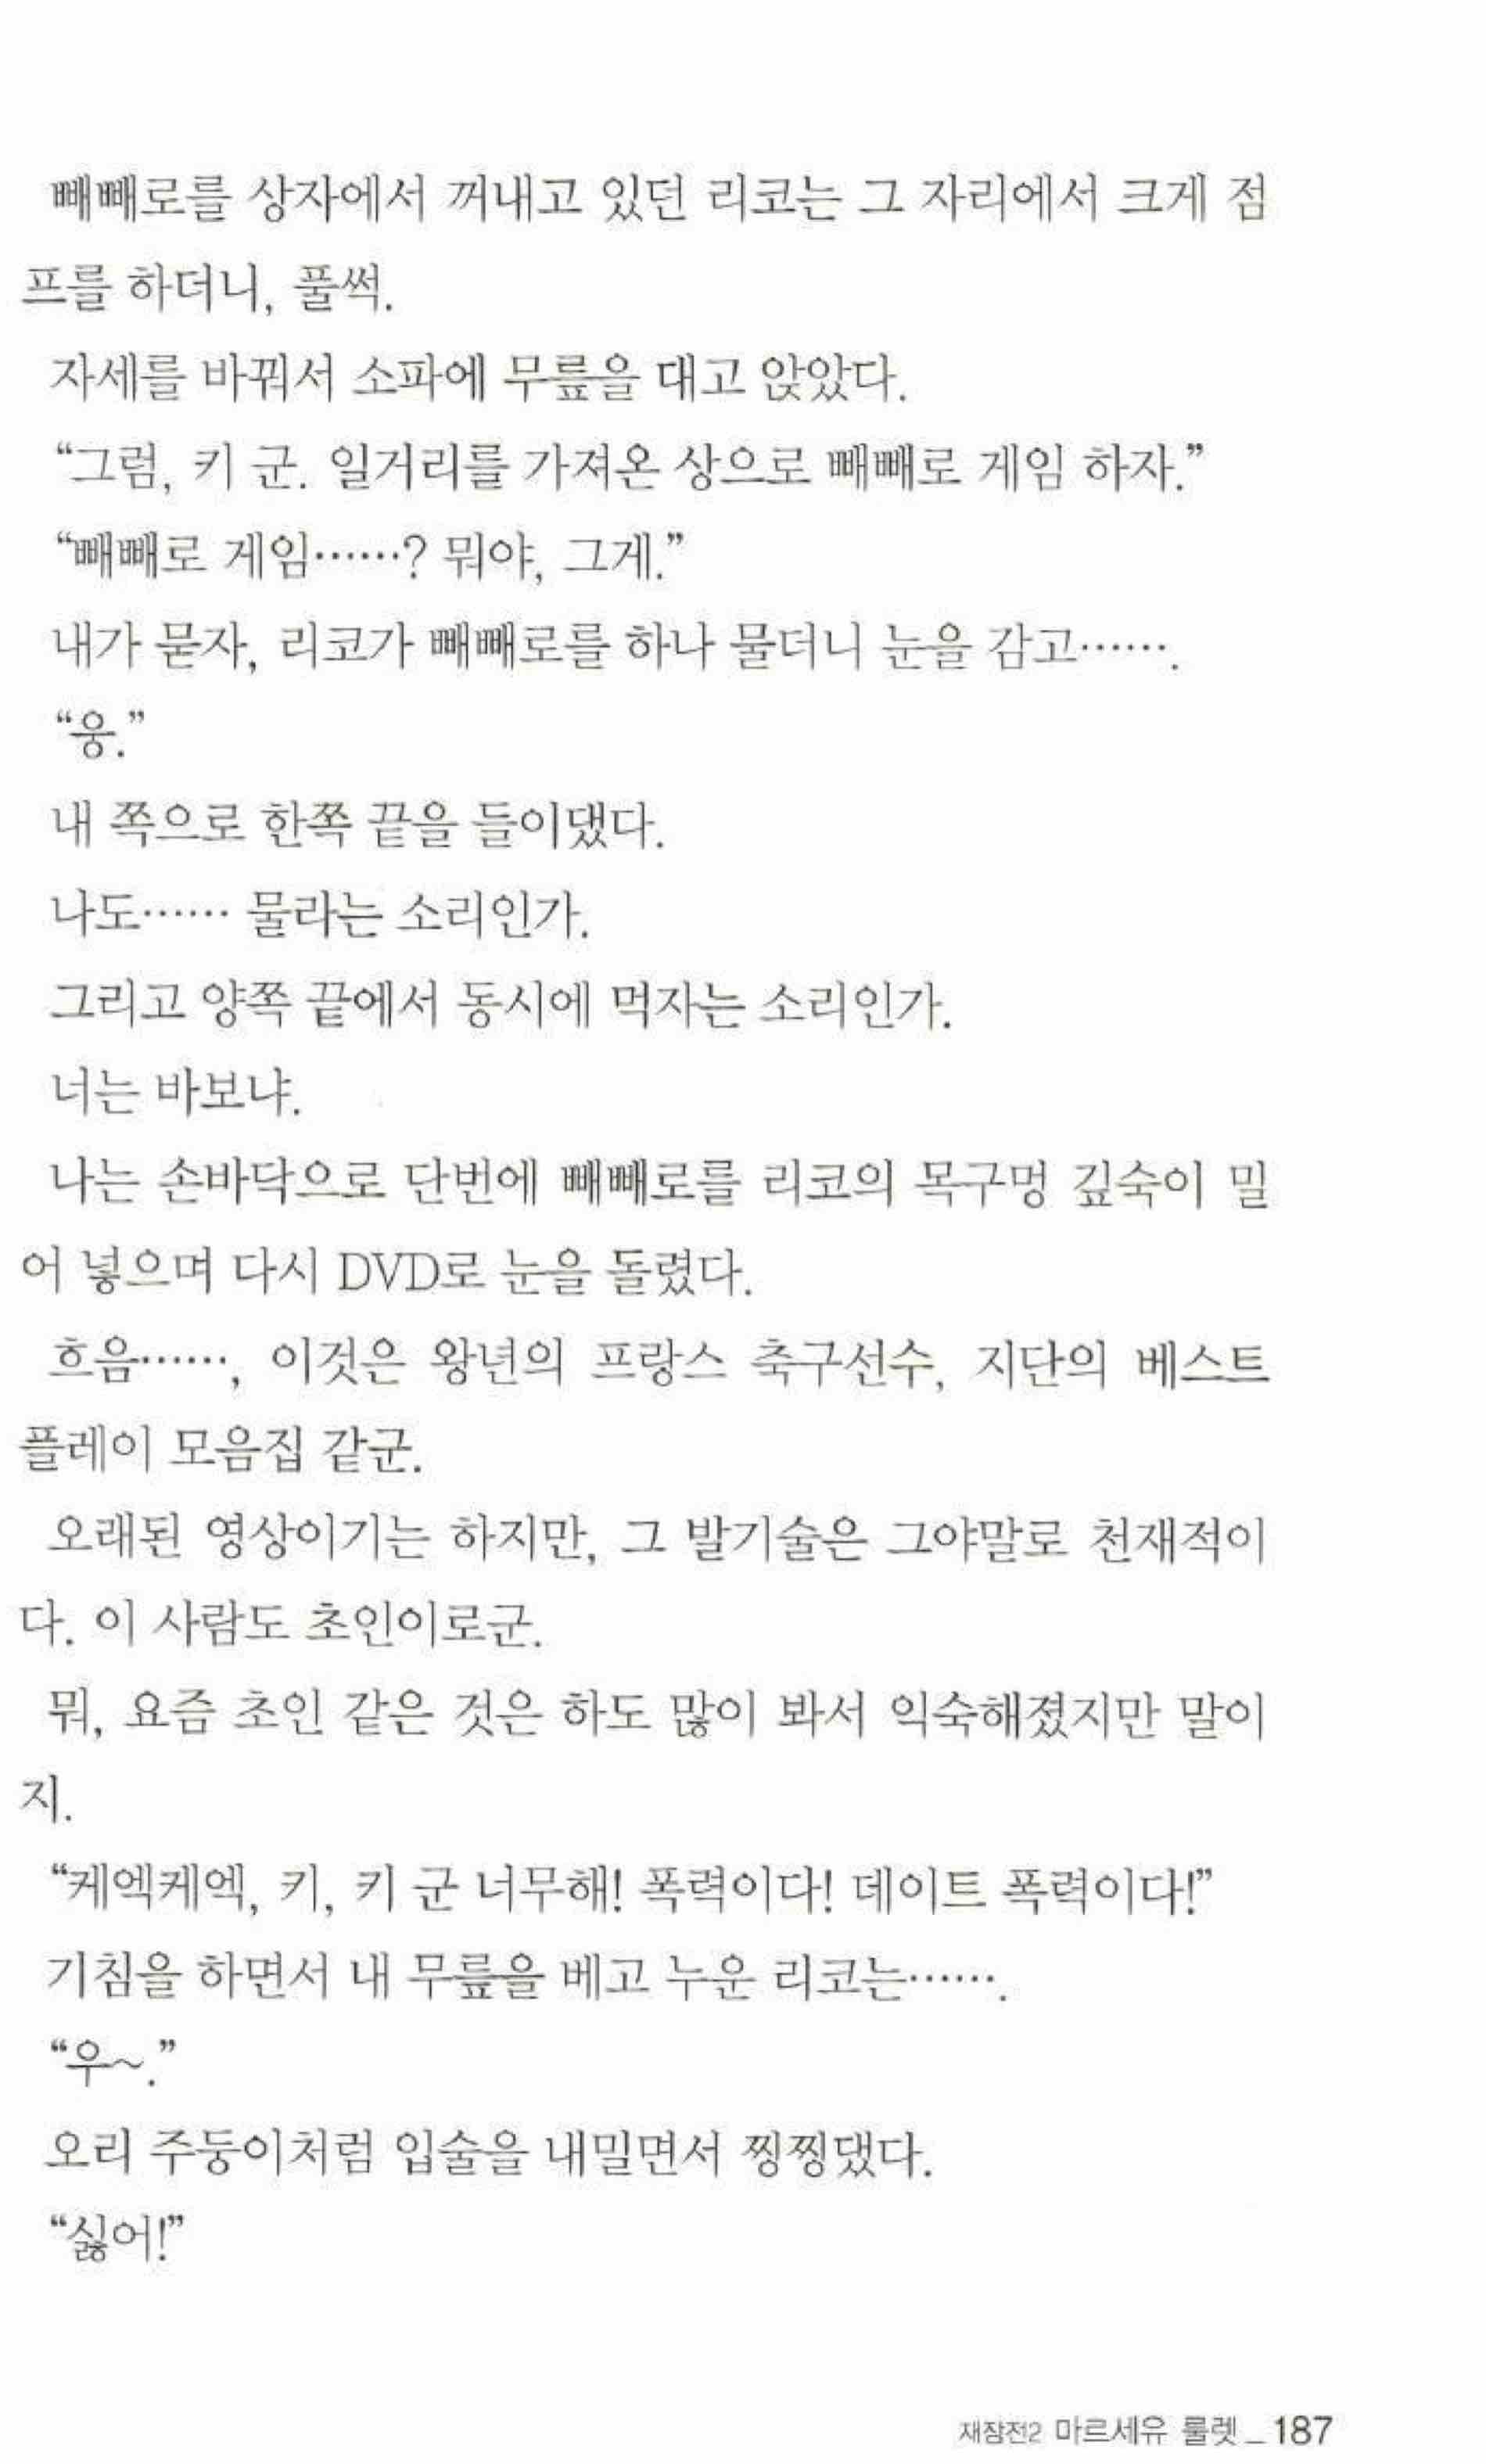 빼빼로를 상자에서 꺼내고 있던 리코는 그 자리에서 크게 점
프를 하더니, 풀썩.
자세를 바꿔서 소파에 무릎을 대고 앉았다.
“그럼, 키 군. 일거리를 가져온 상으로 빼빼로 게임 하자.”
“빼빼로 게임……? 뭐야, 그게.”
내가 묻자, 리코가 빼빼로를 하나 물더니 눈을 감고…….
“웅.”
내 쪽으로 한쪽 끝을 들이댔다.
나도…… 물라는 소리인가.
그리고 양쪽 끝에서 동시에 먹자는 소리인가.
너는 바보냐.
나는 손바닥으로 단번에 빼빼로를 리코의 목구멍 깊숙이 밀
어 넣으며 다시 DVD로 눈을 돌렸다.
흐음……, 이것은 왕년의 프랑스 축구선수, 지단의 베스트
플레이 모음집 같군.
오래된 영상이기는 하지만, 그 발기술은 그야말로 천재적이
다. 이 사람도 초인이로군.
뭐, 요즘 초인 같은 것은 하도 많이 봐서 익숙해졌지만 말이
지.
“케엑케엑, 키, 키 군 너무해! 폭력이다! 데이트 폭력이다!”
기침을 하면서 내 무릎을 베고 누운 리코는…….
“우~.”
오리 주둥이처럼 입술을 내밀면서 찡찡댔다.
“싫어!”
재장전2 마르세유 룰렛_187